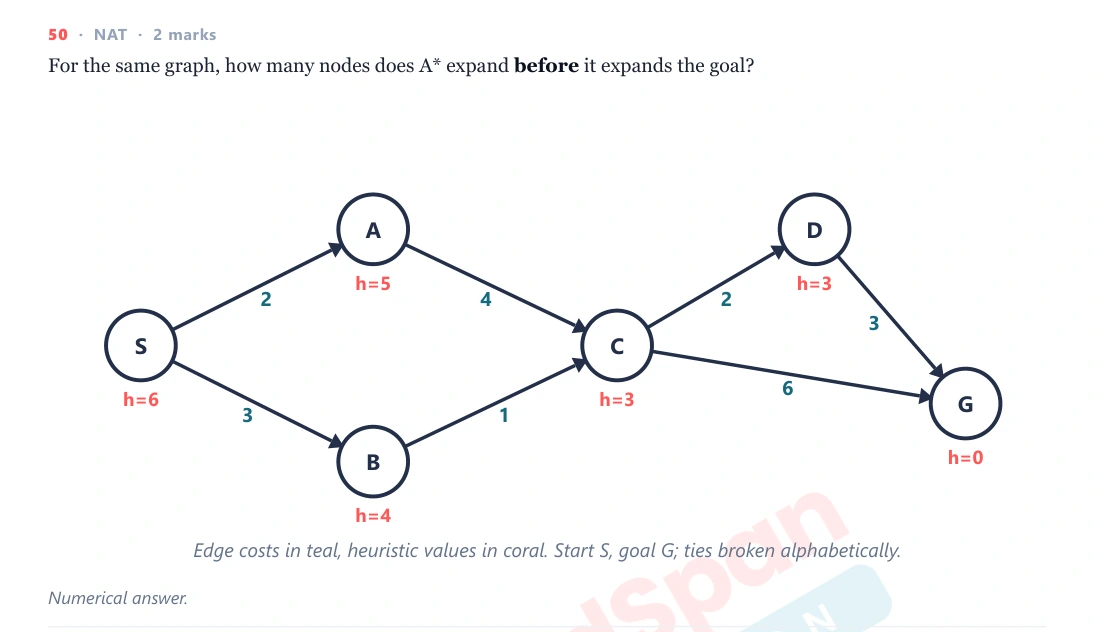 50 · NAT · 2 marks
For the same graph, how many nodes does A* expand before it expands the goal?
A
h=5
D
h=3
2
4
2
3
S
h=6
C
h=3
6
G
h=0
3
1
B
h=4
Edge costs in teal, heuristic values in coral. Start S, goal G; ties broken alphabetically.
Numerical answer.